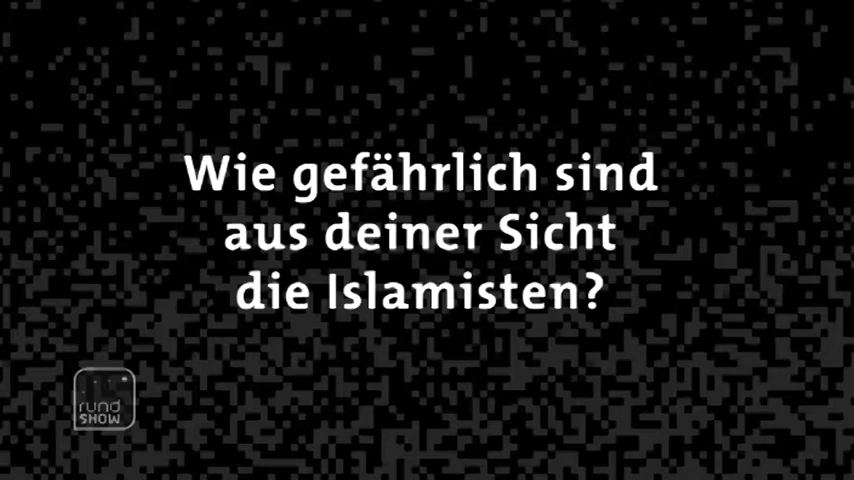 Wie gefährlich sind
aus deiner Sicht
die Islamisten?
rund
SHOW